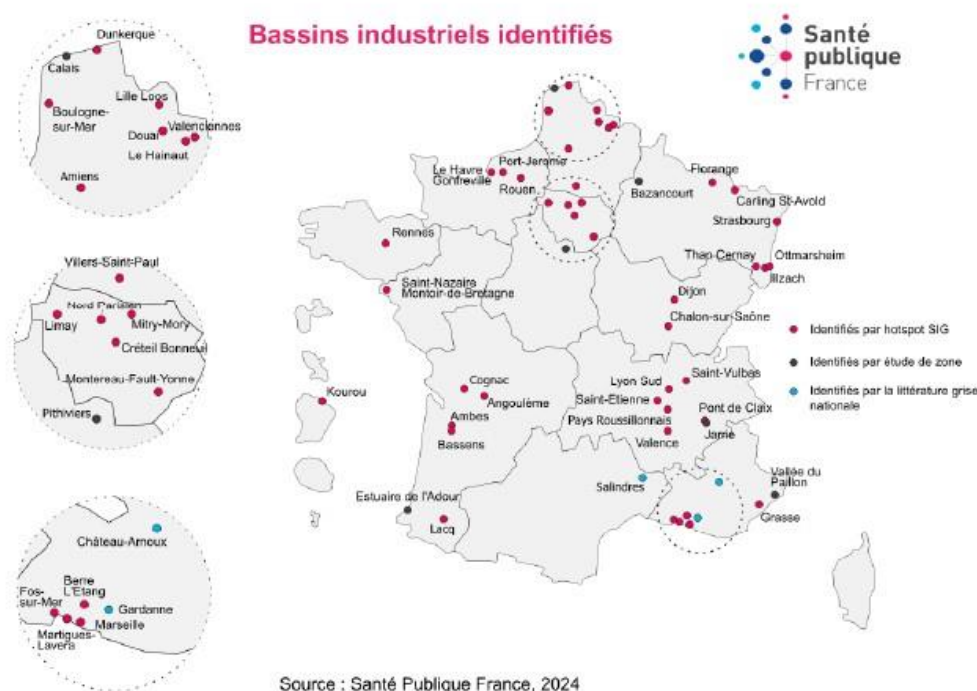 Bassins industriels identifiés
Santé
publique
France
Dunkerque
Calais
Lille Loos
Boulogne-
sur-Mer
Valenciennes
Douai
Le Hainaut
Amiens
Villers-Saint-Paul
Nord Parisien
Limay
Mitry-Mory
Créteil Bonneuil
Montereau-Fault-Yonne
Pithiviers
Château-Arnoux
Berre
L'Etang
Fos-
sur-Mer
Gardanne
Marseille
Martigues-
Lavera
Port-Jerome
Le Havre
Gonfreville
Rouen
Bazancourt
Florange
Carling St-Avold
Strasbourg
Rennes
Than-Cernay
Ottmarsheim
Illzach
Saint-Nazaire
Montoir-de-Bretagne
Dijon
Chalon-sur-Saône
Identifiés par hotspot SIG
Identifiés par étude de zone
Identifiés par la littérature grise
nationale
Kourou
Cognac
Angoulème
Ambes
Bassens
Lyon Sud
Saint-Vulbas
Saint-Etienne
Pays Roussillonnais
Pont de Claix
Jarrie
Valence
Salindres
Vallée du
Paillon
Grasse
Estuaire de l'Adour
Lacq
Source : Santé Publique France, 2024